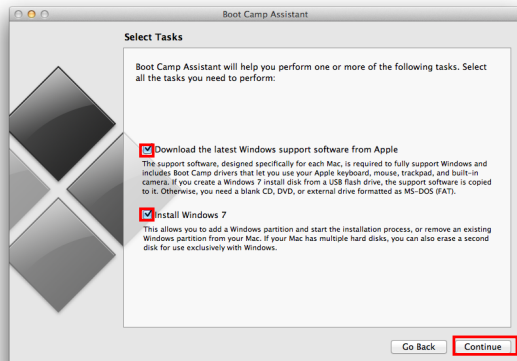 Boot Camp Assistant
Select Tasks
Boot Camp Assistant will help you perform one or more of the following tasks. Select
all the tasks you need to perform:
Download the latest Windows support software from Apple
The support software, designed specifically for each Mac, is required to fully support Windows and
includes Boot Camp drivers that let you use your Apple keyboard, mouse, trackpad, and built-in
camera. If you create a Windows 7 install disk from a USB flash drive, the support software is copied
to it. Otherwise, you need a blank CD, DVD, or external drive formatted as MS-DOS (FAT).
Install Windows 7
This allows you to add a Windows partition and start the installation process, or remove an existing
Windows partition from your Mac. If your Mac has multiple hard disks, you can also erase a second
disk for use exclusively with Windows.
Go Back
Continue